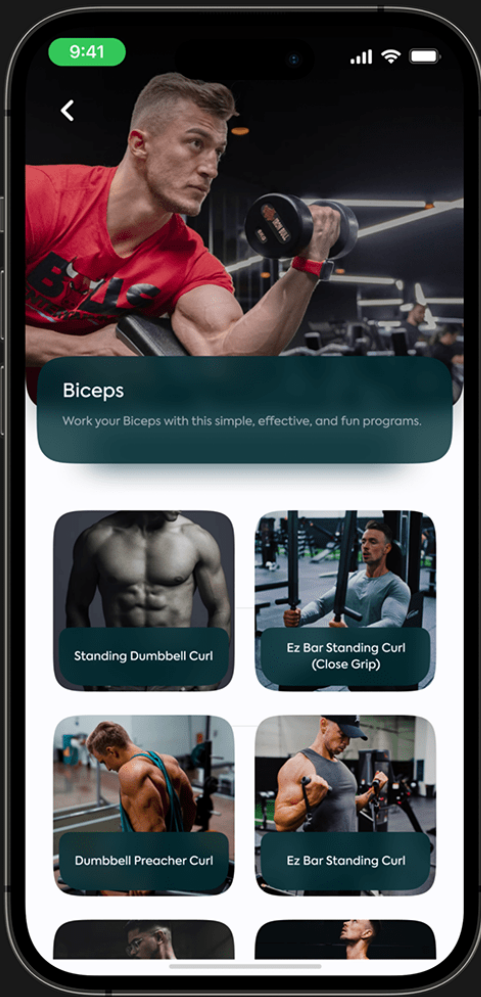 9:41
BULLS
Biceps
Work your Biceps with this simple, effective, and fun programs.
Standing Dumbbell Curl
Ez Bar Standing Curl
(Close Grip)
Dumbbell Preacher Curl
Ez Bar Standing Curl